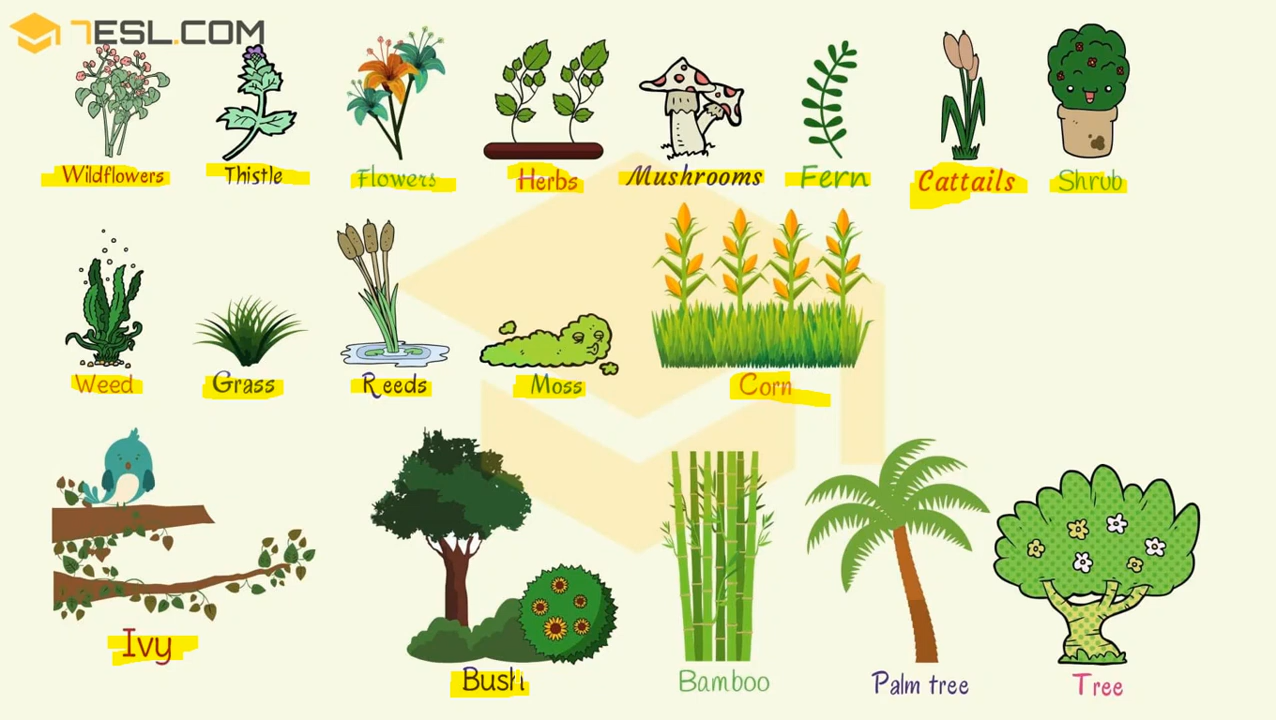 7ESL.COM
Wildflowers Thistle Flowers Herbs Mushrooms Fern Cattails Shrub
Weed Grass Reeds Moss Corn
Ivy Bush Bamboo Palm tree Tree